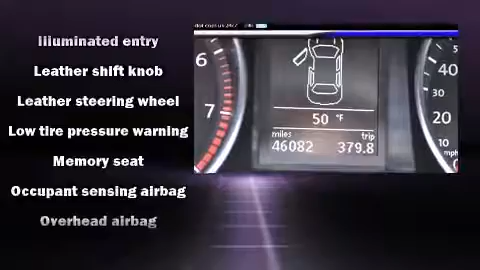 Illuminated entry
Leather shift knob
Leather steering wheel
Low tire pressure warning
Memory seat
Occupant sensing airbag
Overhead airbag
6
7
50 °F
miles trip
46082 379.8
5
40
30
20
10
mph